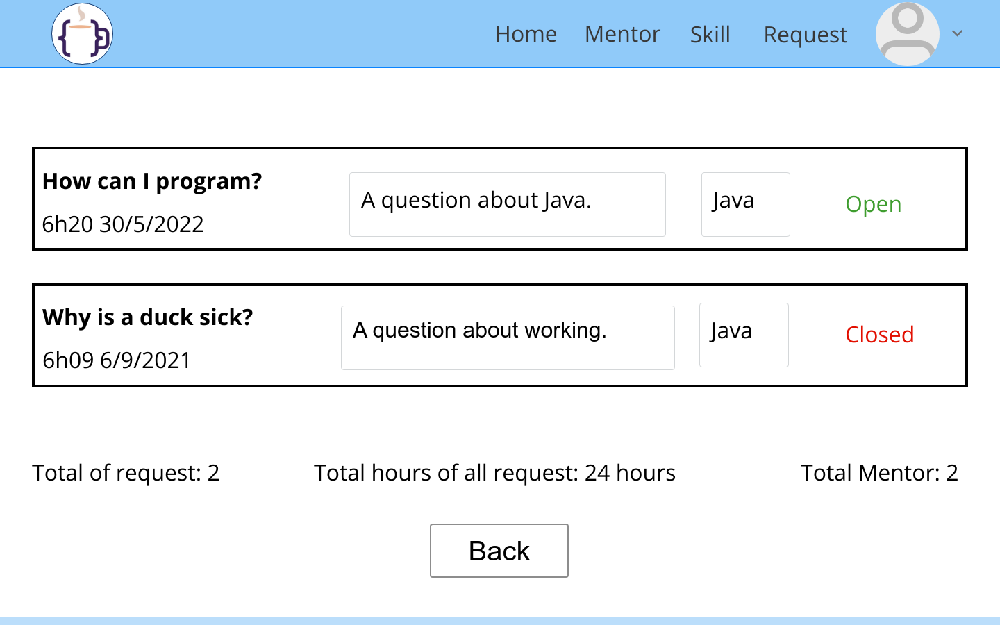 Home Mentor Skill Request
How can I program?
6h20 30/5/2022
A question about Java.
Java
Open
Why is a duck sick?
6h09 6/9/2021
A question about working.
Java
Closed
Total of request: 2
Total hours of all request: 24 hours
Total Mentor: 2
Back